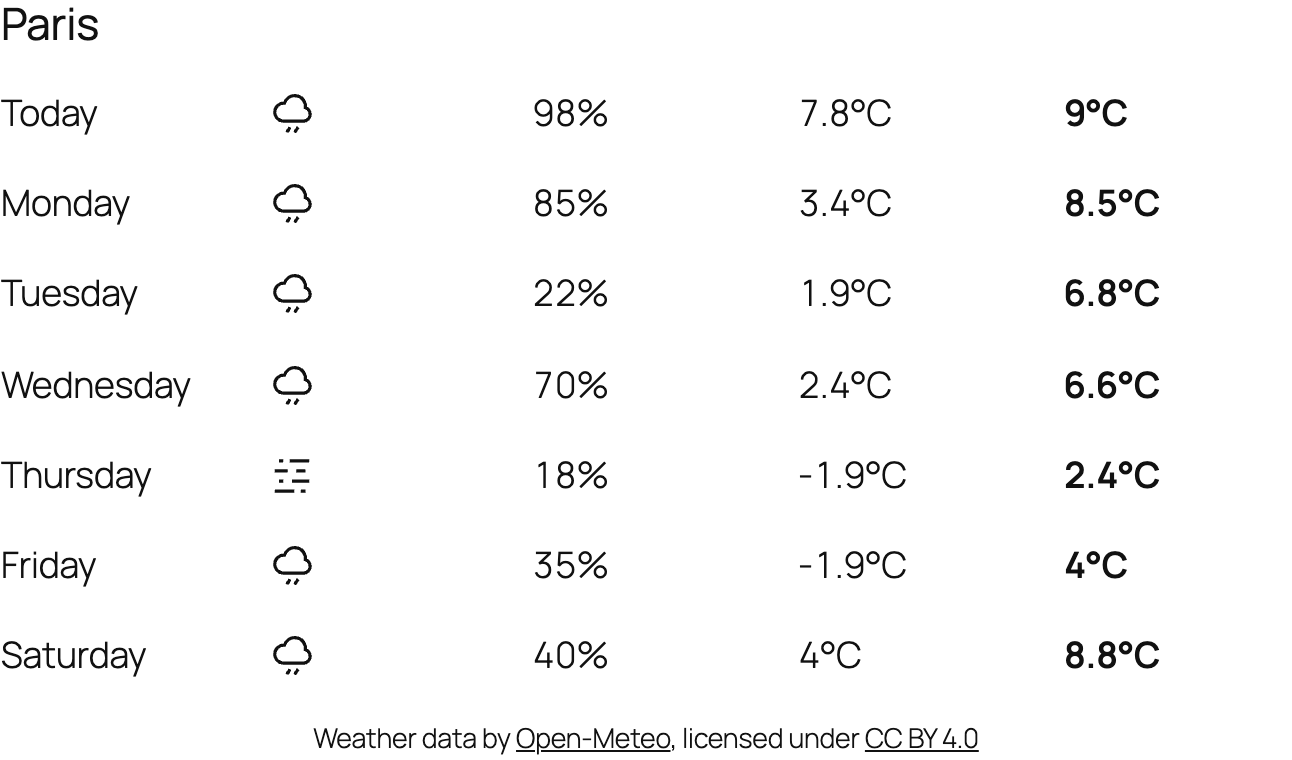 Paris
Today 98% 7.8°C 9°C
Monday 85% 3.4°C 8.5°C
Tuesday 22% 1.9°C 6.8°C
Wednesday 70% 2.4°C 6.6°C
Thursday 18% -1.9°C 2.4°C
Friday 35% -1.9°C 4°C
Saturday 40% 4°C 8.8°C
Weather data by Open-Meteo, licensed under CC BY 4.0